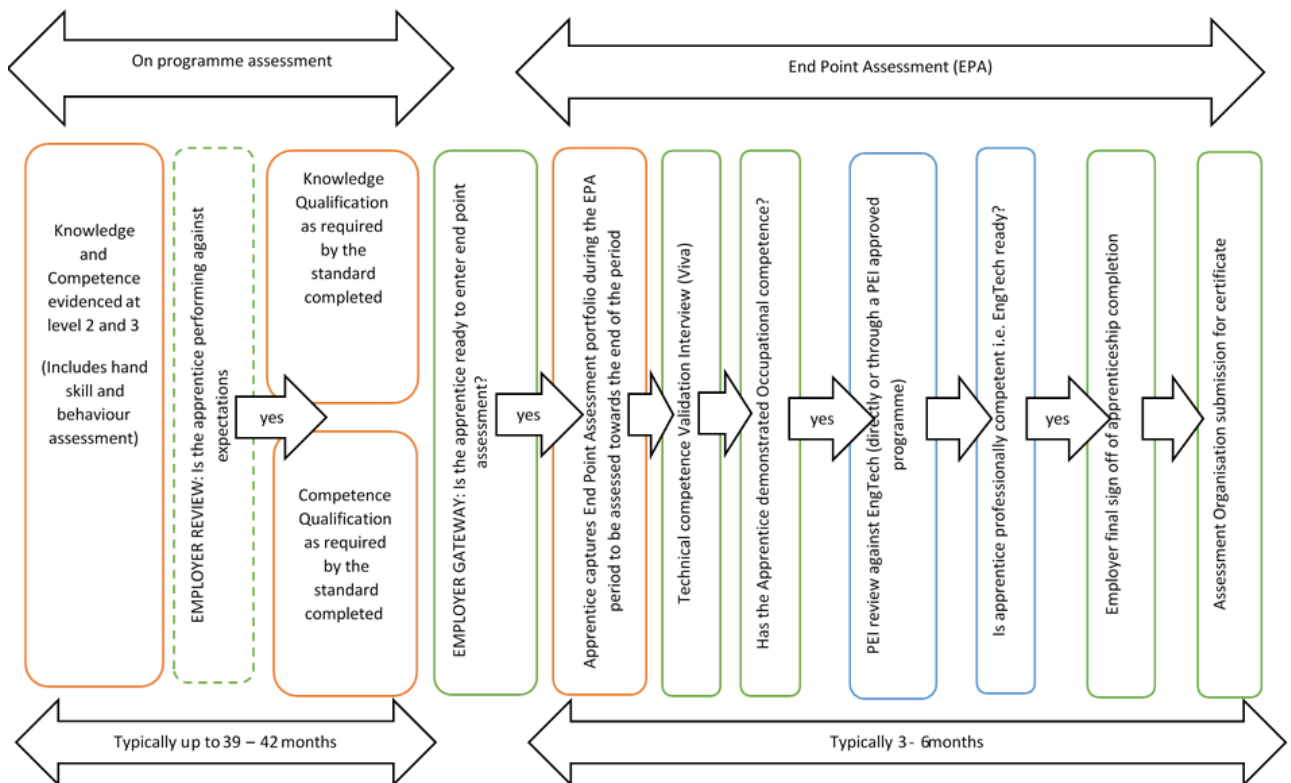 On programme assessment
End Point Assessment (EPA)
Knowledge
and
Competence
evidenced at
level 2 and 3
(Includes hand
skill and
behaviour
assessment)
EMPLOYER REVIEW: Is the apprentice performing against
expectations
yes
Knowledge
Qualification
as required
by the
standard
completed
Competence
Qualification
as required
by the
standard
completed
EMPLOYER GATEWAY: Is the apprentice ready to enter end point
assessment?
yes
Apprentice captures End Point Assessment portfolio during the EPA
period to be assessed towards the end of the period
Technical competence Validation Interview (Viva)
Has the Apprentice demonstrated Occupational competence?
yes
PEI review against EngTech (directly or through a PEI approved
programme)
Is apprentice professionally competent i.e. EngTech ready?
yes
Employer final sign off of apprenticeship completion
Assessment Organisation submission for certificate
Typically up to 39 – 42 months
Typically 3 - 6months